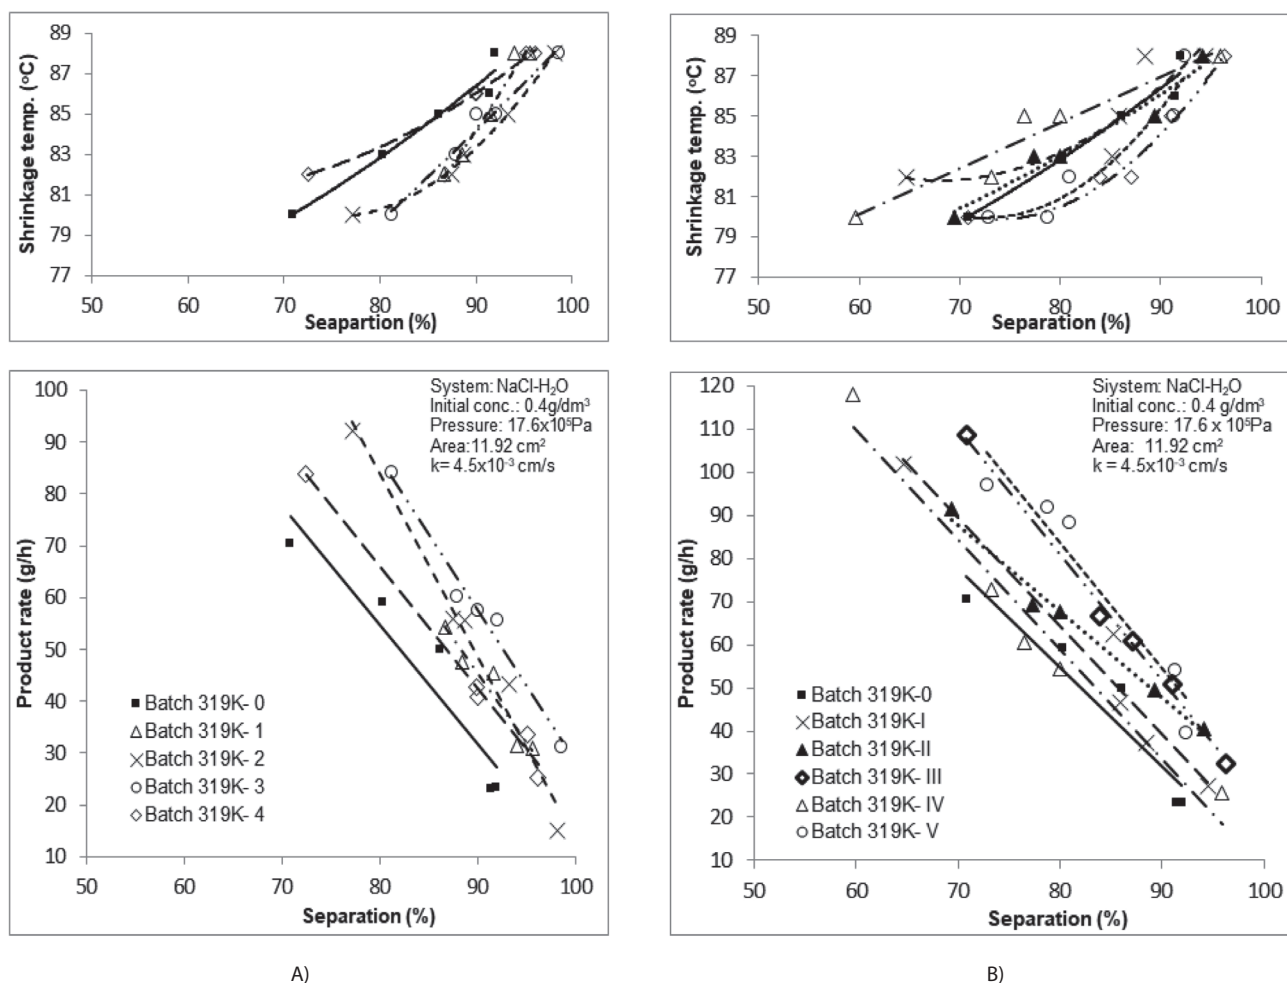 89
87
85
83
81
79
77
Shrinkage temp. (ºC)
50
60
70
80
90
100
Seapartion (%)
89
87
85
83
81
79
77
Shrinkage temp. (ºC)
50
60
70
80
90
100
Separation (%)
100
90
80
70
60
50
40
30
20
10
Product rate (g/h)
System: NaCl-H₂O
Initial conc.: 0.4g/dm³
Pressure: 17.6x10⁵Pa
Area:11.92 cm²
k= 4.5x10⁻³ cm/s
Batch 319K- 0
Batch 319K- 1
Batch 319K- 2
Batch 319K- 3
Batch 319K- 4
50
60
70
80
90
100
Separation (%)
120
110
100
90
80
70
60
50
40
30
20
10
Product rate (g/h)
Siystem: NaCl-H₂O
Initial conc.: 0.4 g/dm³
Pressure: 17.6 x 10⁵Pa
Area: 11.92 cm²
k = 4.5x10⁻³ cm/s
Batch 319K-0
Batch 319K-I
Batch 319K-II
Batch 319K- III
Batch 319K- IV
Batch 319K- V
50
60
70
80
90
100
Separation (%)
A)
B)